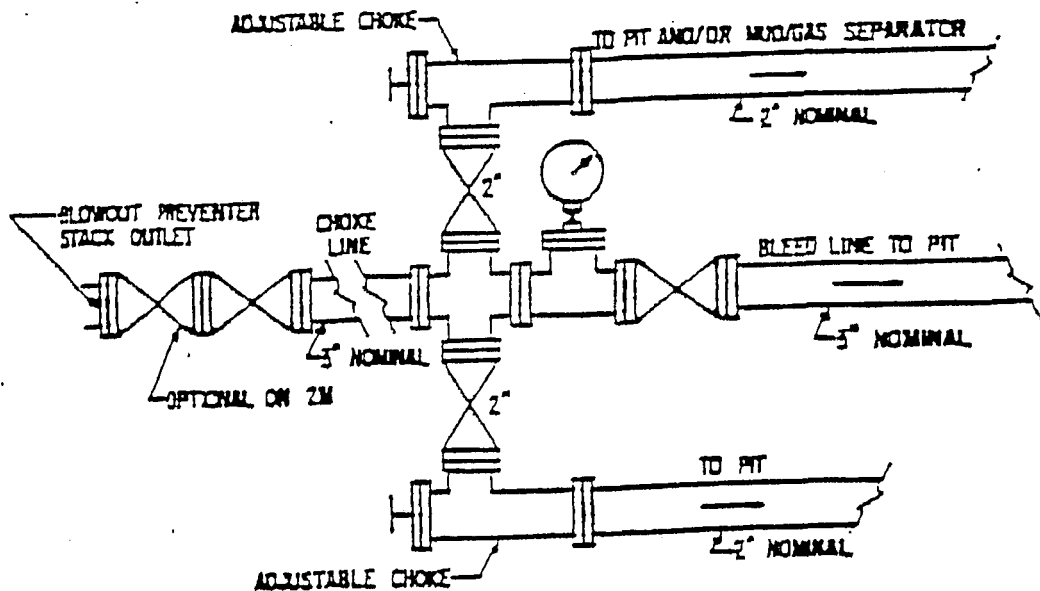 ADJUSTABLE CHOKE
TO PIT AND/OR MUD/GAS SEPARATOR
2" NOMINAL
2"
BLOWOUT PREVENTER
STACK OUTLET
CHOKE
LINE
BLEED LINE TO PIT
3" NOMINAL
3" NOMINAL
OPTIONAL ON 2M
2"
TO PIT
2" NOMINAL
ADJUSTABLE CHOKE